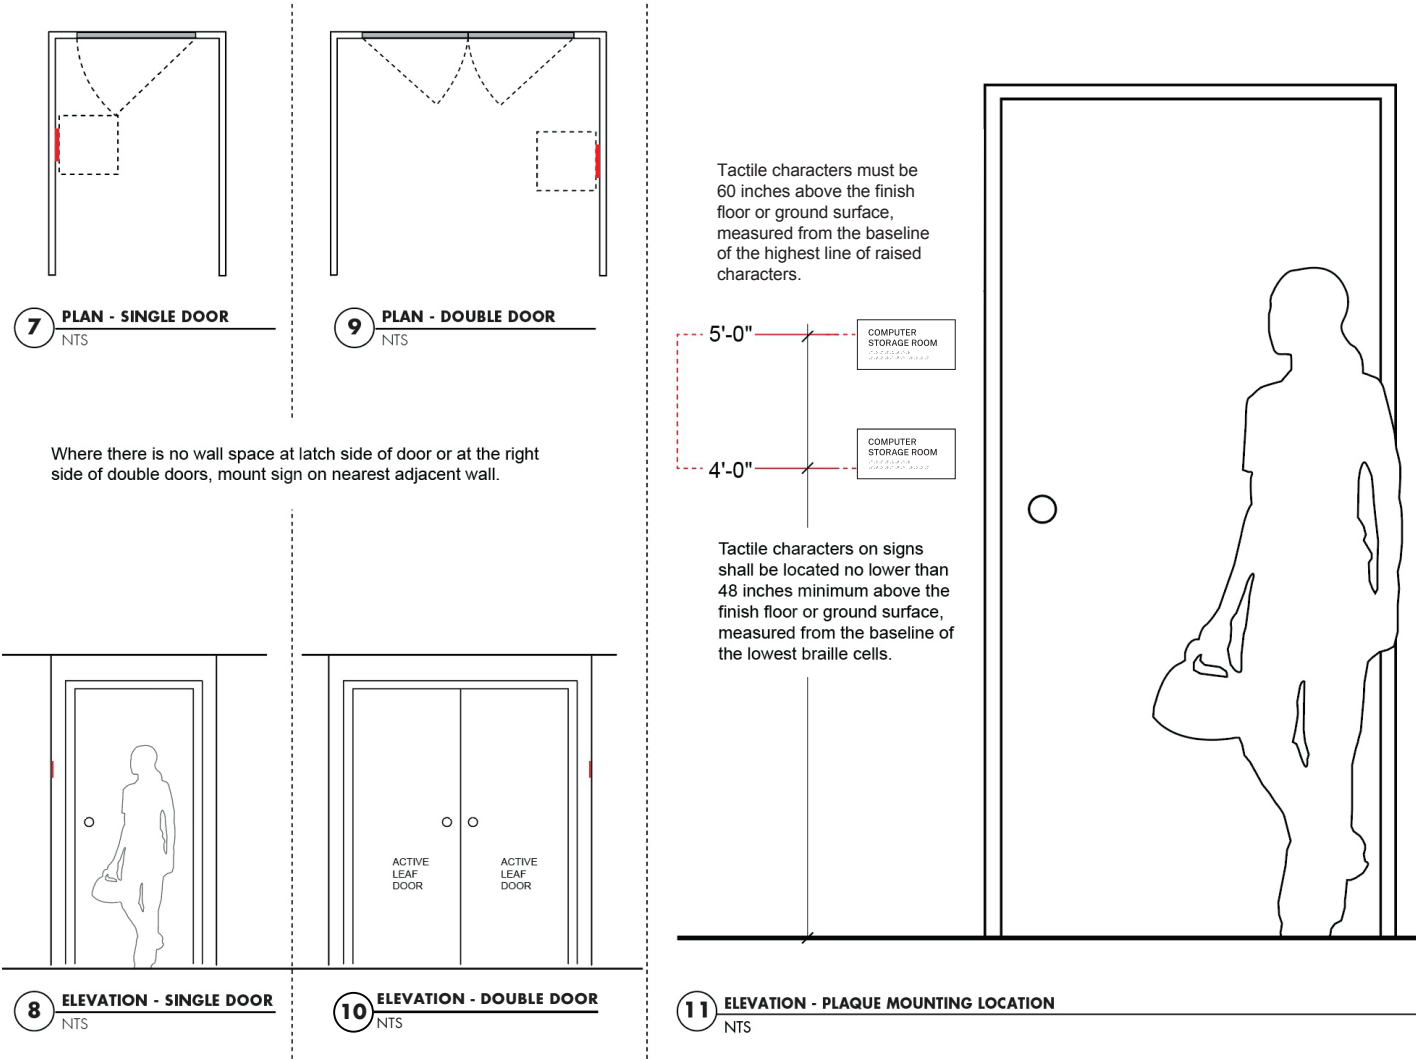 7
PLAN - SINGLE DOOR
NTS
9
PLAN - DOUBLE DOOR
NTS
Where there is no wall space at latch side of door or at the right
side of double doors, mount sign on nearest adjacent wall.
ACTIVE
LEAF
DOOR
ACTIVE
LEAF
DOOR
8
ELEVATION - SINGLE DOOR
NTS
10
ELEVATION - DOUBLE DOOR
NTS
Tactile characters must be
60 inches above the finish
floor or ground surface,
measured from the baseline
of the highest line of raised
characters.
5'-0"
COMPUTER
STORAGE ROOM
4'-0"
COMPUTER
STORAGE ROOM
Tactile characters on signs
shall be located no lower than
48 inches minimum above the
finish floor or ground surface,
measured from the baseline of
the lowest braille cells.
11
ELEVATION - PLAQUE MOUNTING LOCATION
NTS